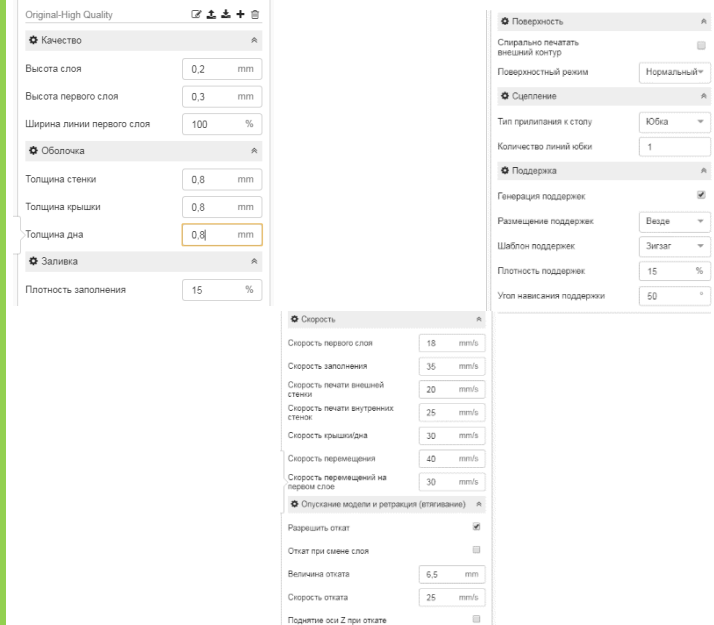 Original-High Quality
Качество
Высота слоя 0,2 mm
Высота первого слоя 0,3 mm
Ширина линии первого слоя 100 %
Оболочка
Толщина стенки 0,8 mm
Толщина крышки 0,8 mm
Толщина дна 0,8 mm
Заливка
Плотность заполнения 15 %
Поверхность
Спирально печатать
внешний контур
Поверхностный режим Нормальный
Сцепление
Тип прилипания к столу Юбка
Количество линий юбки 1
Поддержка
Генерация поддержек
Размещение поддержек Везде
Шаблон поддержек Зигзаг
Плотность поддержек 15 %
Угол нависания поддержки 50 °
Скорость
Скорость первого слоя 18 mm/s
Скорость заполнения 35 mm/s
Скорость печати внешней
стенки 20 mm/s
Скорость печати внутренних
стенок 25 mm/s
Скорость крышки/дна 30 mm/s
Скорость перемещения 40 mm/s
Скорость перемещений на
первом слое 30 mm/s
Опускание модели и ретракция (втягивание)
Разрешить откат
Откат при смене слоя
Величина отката 6,5 mm
Скорость отката 25 mm/s
Поднятие оси Z при откате